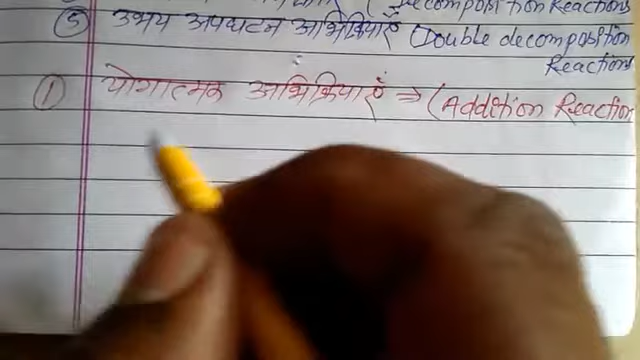 (Decomposition Reactions
⑤ उभय अपघटन अभिक्रियाएँ (Double decomposition
Reactions
① योगात्मक अभिक्रियाएँ ⇒ (Addition Reaction